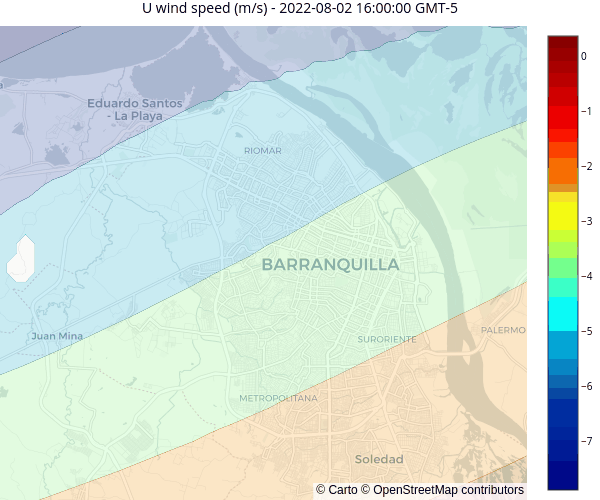 U wind speed (m/s) - 2022-08-02 16:00:00 GMT-5
Eduardo Santos
- La Playa
RIOMAR
BARRANQUILLA
Juan Mina
SURORIENTE
PALERMO
METROPOLITANA
Soledad
© Carto © OpenStreetMap contributors
0
−1
−2
−3
−4
−5
−6
−7